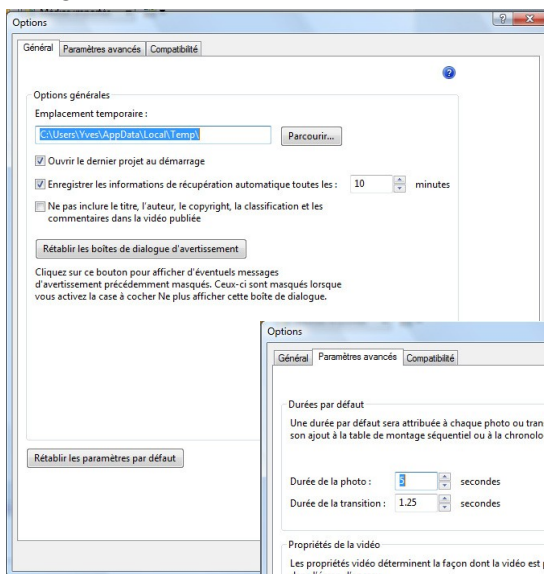 Options
Général Paramètres avancés Compatibilité
Options générales
Emplacement temporaire :
C:\Users\Yves\AppData\Local\Temp\ Parcourir...
Ouvrir le dernier projet au démarrage
Enregistrer les informations de récupération automatique toutes les : 10 minutes
Ne pas inclure le titre, l'auteur, le copyright, la classification et les
commentaires dans la vidéo publiée
Rétablir les boîtes de dialogue d'avertissement
Cliquez sur ce bouton pour afficher d'éventuels messages
d'avertissement précédemment masqués. Ceux-ci sont masqués lorsque
vous activez la case à cocher Ne plus afficher cette boîte de dialogue.
Rétablir les paramètres par défaut
Options
Général Paramètres avancés Compatibilité
Durées par défaut
Une durée par défaut sera attribuée à chaque photo ou tran
son ajout à la table de montage séquentiel ou à la chronolo
Durée de la photo : 5 secondes
Durée de la transition : 1.25 secondes
Propriétés de la vidéo
Les propriétés vidéo déterminent la façon dont la vidéo est p